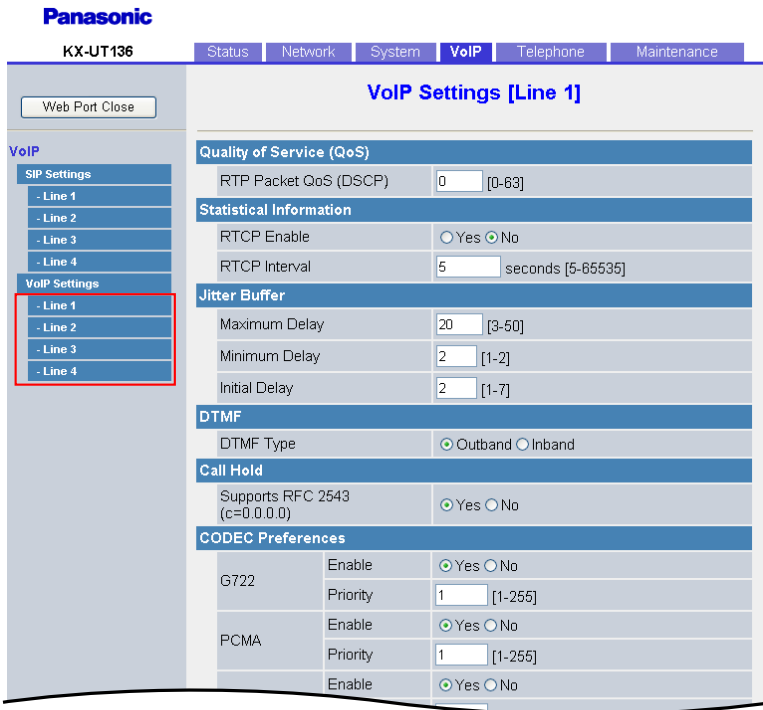 Panasonic
KX-UT136
Status Network System VoIP Telephone Maintenance
Web Port Close
VoIP
SIP Settings
- Line 1
- Line 2
- Line 3
- Line 4
VoIP Settings
- Line 1
- Line 2
- Line 3
- Line 4
VoIP Settings [Line 1]
Quality of Service (QoS)
RTP Packet QoS (DSCP) 0 [0-63]
Statistical Information
RTCP Enable Yes No
RTCP Interval 5 seconds [5-65535]
Jitter Buffer
Maximum Delay 20 [3-50]
Minimum Delay 2 [1-2]
Initial Delay 2 [1-7]
DTMF
DTMF Type Outband Inband
Call Hold
Supports RFC 2543
(c=0.0.0.0) Yes No
CODEC Preferences
G722
Enable Yes No
Priority 1 [1-255]
PCMA
Enable Yes No
Priority 1 [1-255]
Enable Yes No